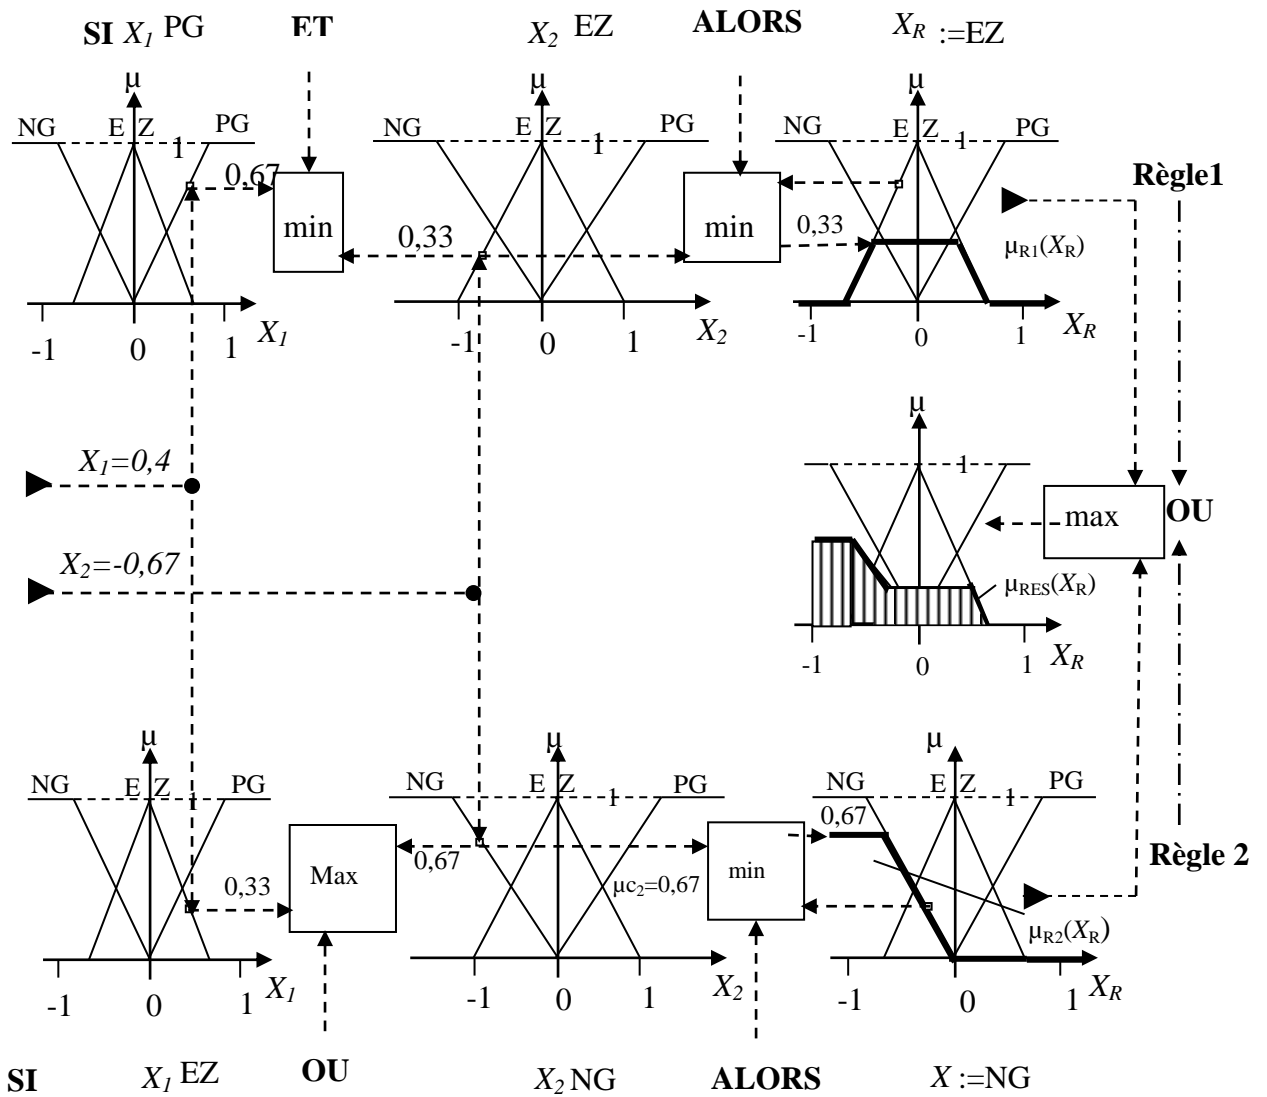 SI X1 PG ET X2 EZ ALORS XR :=EZ
μ μ μ
NG E Z 1 PG NG E Z 1 PG NG E Z 1 PG
0,67 min 0,33 min 0,33 Règle1
μR1(XR)
-1 0 1 X1 -1 0 1 X2 -1 0 1 XR
μ
X1=0,4 1
max OU
X2=-0,67 μRES(XR)
-1 0 1 XR
μ μ μ
NG E Z 1 PG NG E Z 1 PG NG E Z 1 PG
0,33 Max 0,67 μc2=0,67 min 0,67 Règle 2
μR2(XR)
-1 0 1 X1 -1 0 1 X2 -1 0 1 XR
SI X1 EZ OU X2 NG ALORS X :=NG